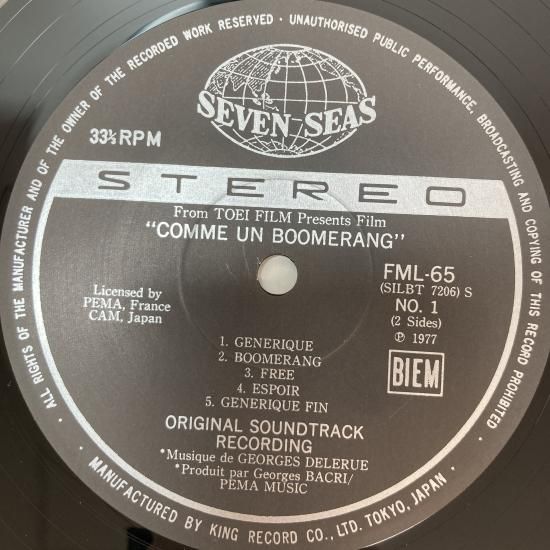 ALL RIGHTS OF THE MANUFACTURER AND OF THE OWNER OF THE RECORDED WORK RESERVED · UNAUTHORISED PUBLIC PERFORMANCE, BROADCASTING AND COPYING OF THIS RECORD PROHIBITED
SEVEN SEAS
33⅓ RPM
STEREO
From TOEI FILM Presents Film
"COMME UN BOOMERANG"
Licensed by
PEMA, France
CAM, Japan
FML-65
(SILBT 7206) S
NO. 1
(2 Sides)
℗ 1977
BIEM
1. GENERIQUE
2. BOOMERANG
3. FREE
4. ESPOIR
5. GENERIQUE FIN
ORIGINAL SOUNDTRACK
RECORDING
*Musique de GEORGES DELERUE
*Produit par Georges BACRI/
PEMA MUSIC
· MANUFACTURED BY KING RECORD CO., LTD. TOKYO, JAPAN ·